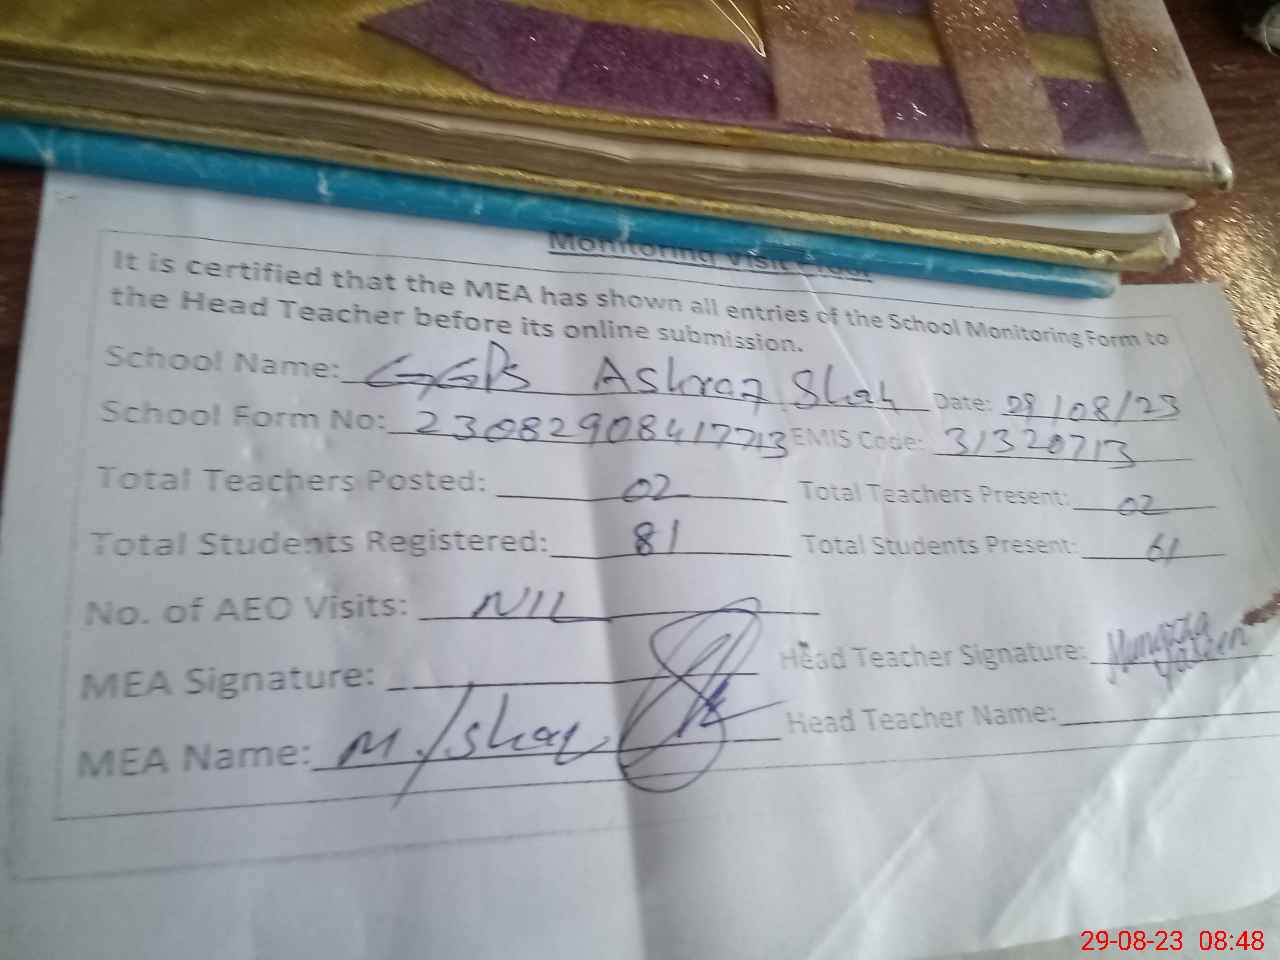 Monitoring Visit Proof
It is certified that the MEA has shown all entries of the School Monitoring Form to
the Head Teacher before its online submission.
School Name: GGPS Ashraf Shah Date: 29/08/23
School Form No: 230829084177713 EMIS Code: 31320713
Total Teachers Posted: 02 Total Teachers Present: 02
Total Students Registered: 81 Total Students Present: 61
No. of AEO Visits: NIL
MEA Signature: Head Teacher Signature: Yaseen
MEA Name: M. Ishaq Head Teacher Name:
29-08-23 08:48